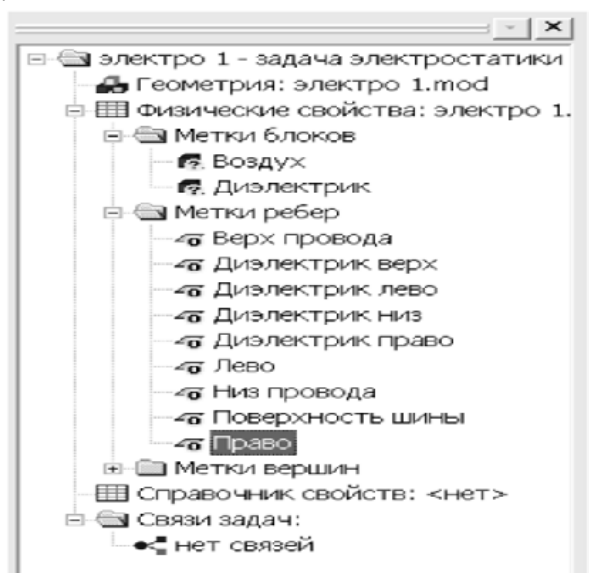 электро 1 - задача электростатики
Геометрия: электро 1.mod
Физические свойства: электро 1.
Метки блоков
Воздух
Диэлектрик
Метки ребер
Верх провода
Диэлектрик верх
Диэлектрик лево
Диэлектрик низ
Диэлектрик право
Лево
Низ провода
Поверхность шины
Право
Метки вершин
Справочник свойств: <нет>
Связи задач:
нет связей